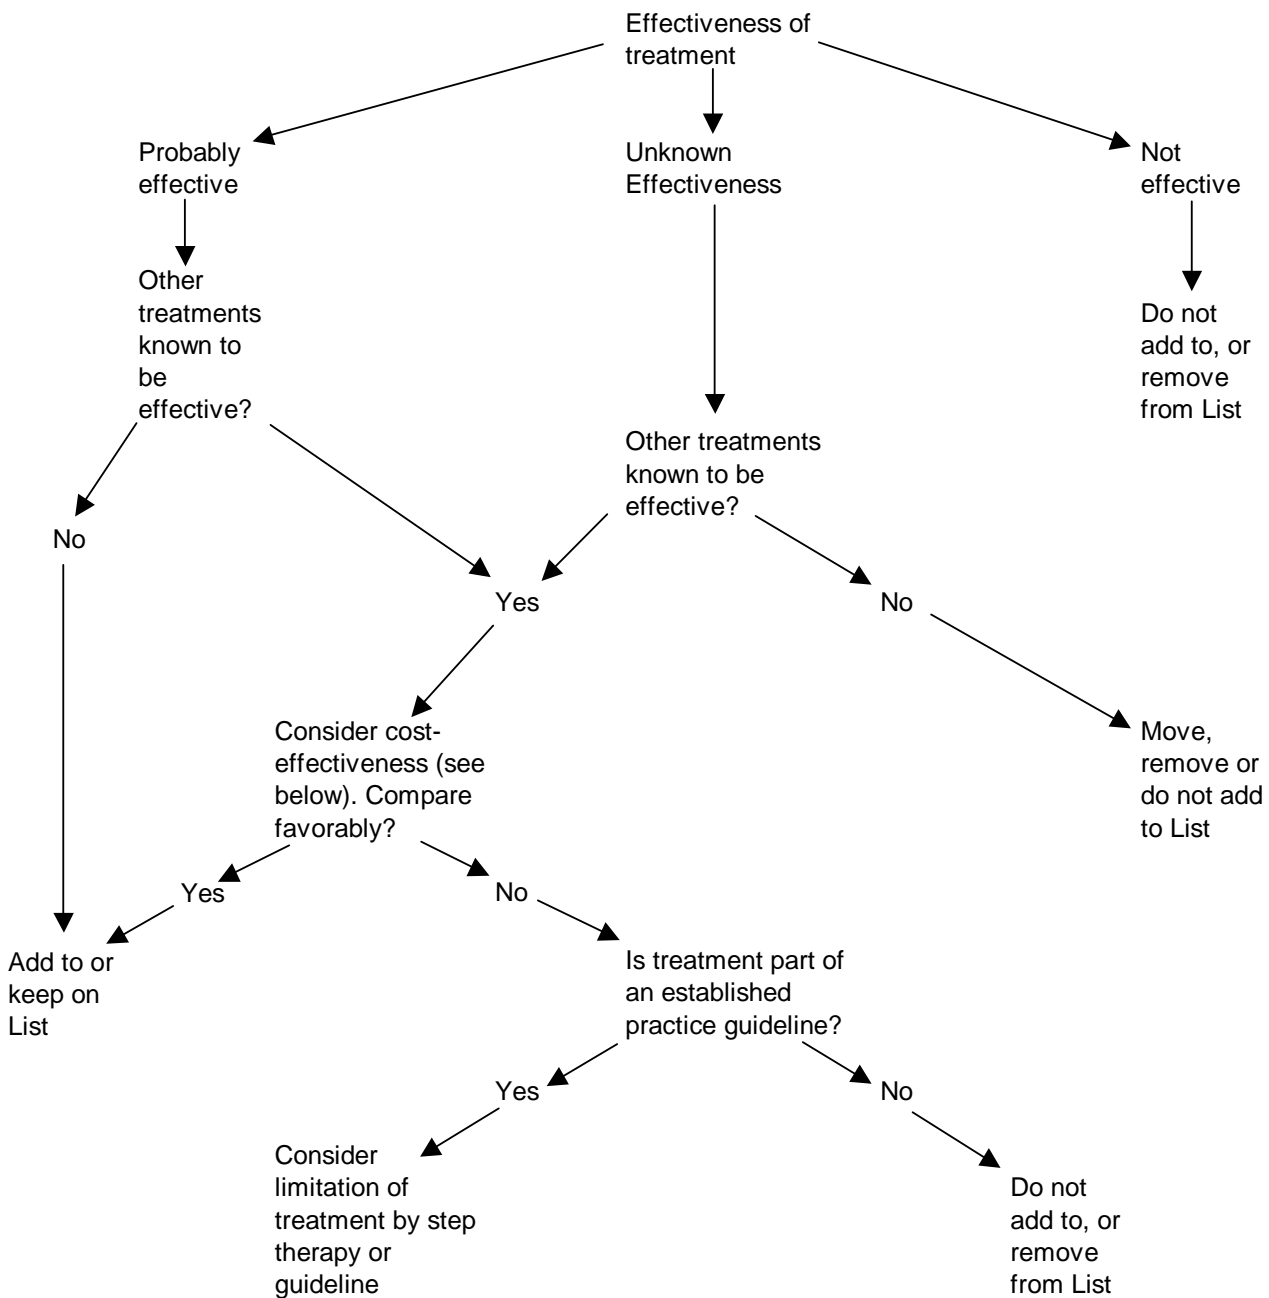 Effectiveness of
treatment
Probably
effective
Unknown
Effectiveness
Not
effective
Other
treatments
known to
be
effective?
Do not
add to, or
remove
from List
Other treatments
known to be
effective?
No
Yes
No
Consider cost-
effectiveness (see
below). Compare
favorably?
Move,
remove or
do not add
to List
Yes
No
Add to or
keep on
List
Is treatment part of
an established
practice guideline?
Yes
No
Consider
limitation of
treatment by step
therapy or
guideline
Do not
add to, or
remove
from List